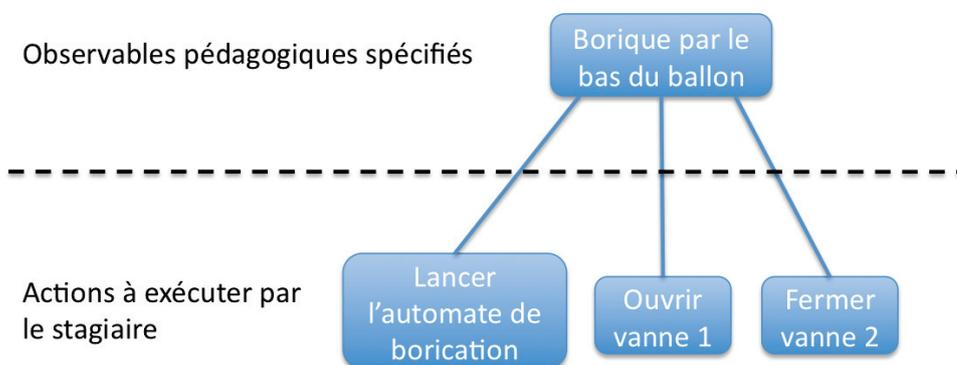 Observables pédagogiques spécifiés
Borique par le
bas du ballon
Actions à exécuter par
le stagiaire
Lancer
l'automate de
borication
Ouvrir
vanne 1
Fermer
vanne 2